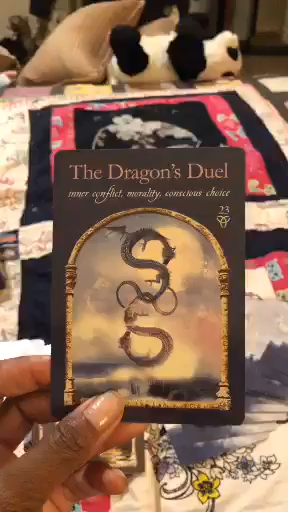 The Dragon's Duel
inner conflict, morality, conscious choice
23